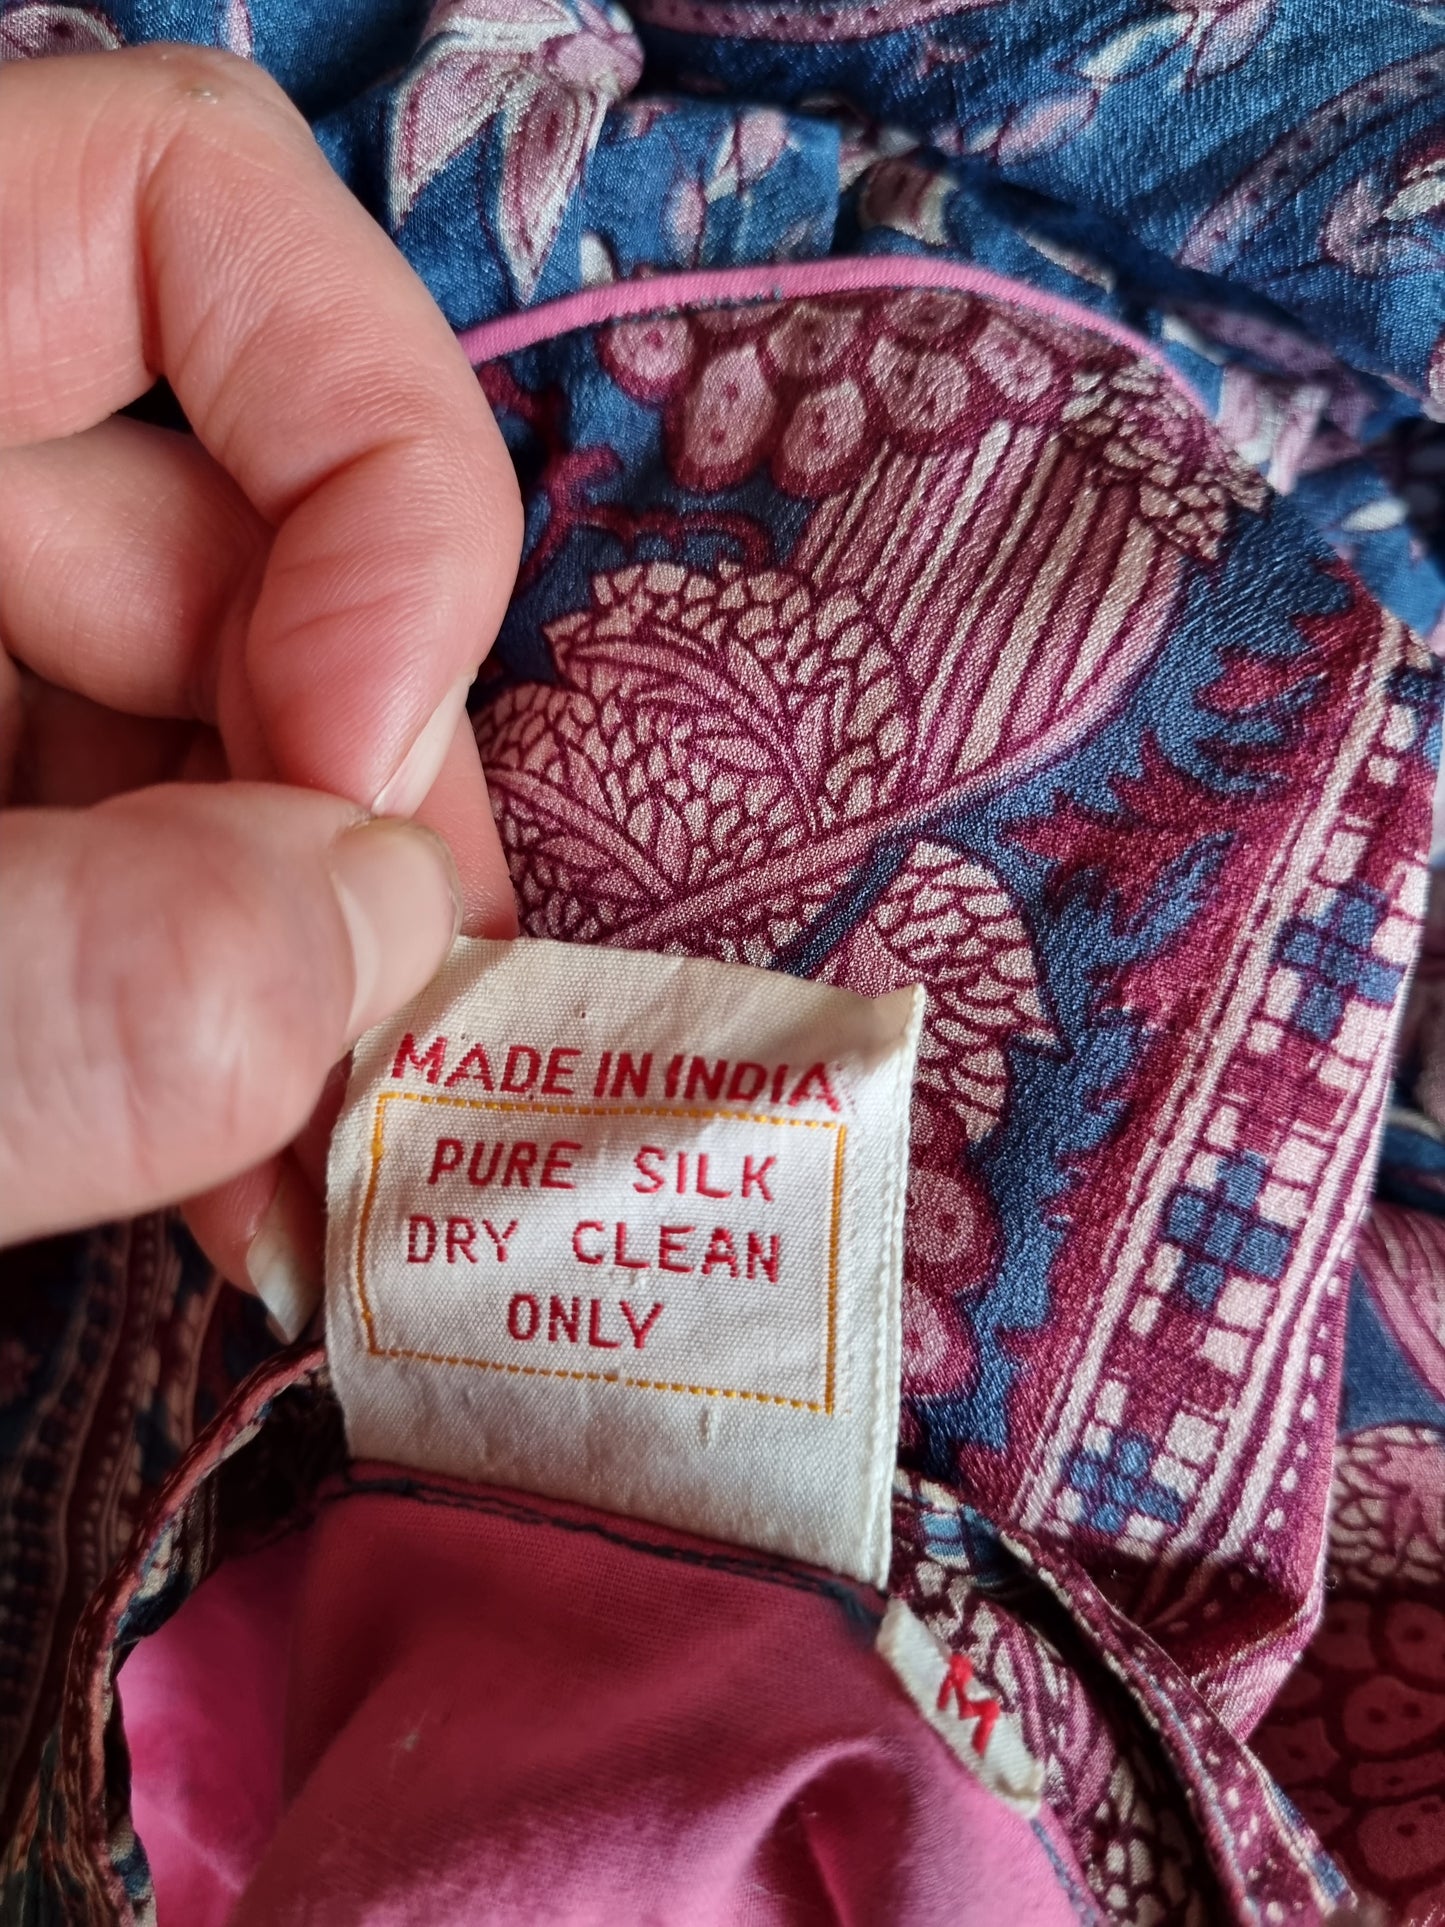 MADE IN INDIA
PURE SILK
DRY CLEAN
ONLY
M